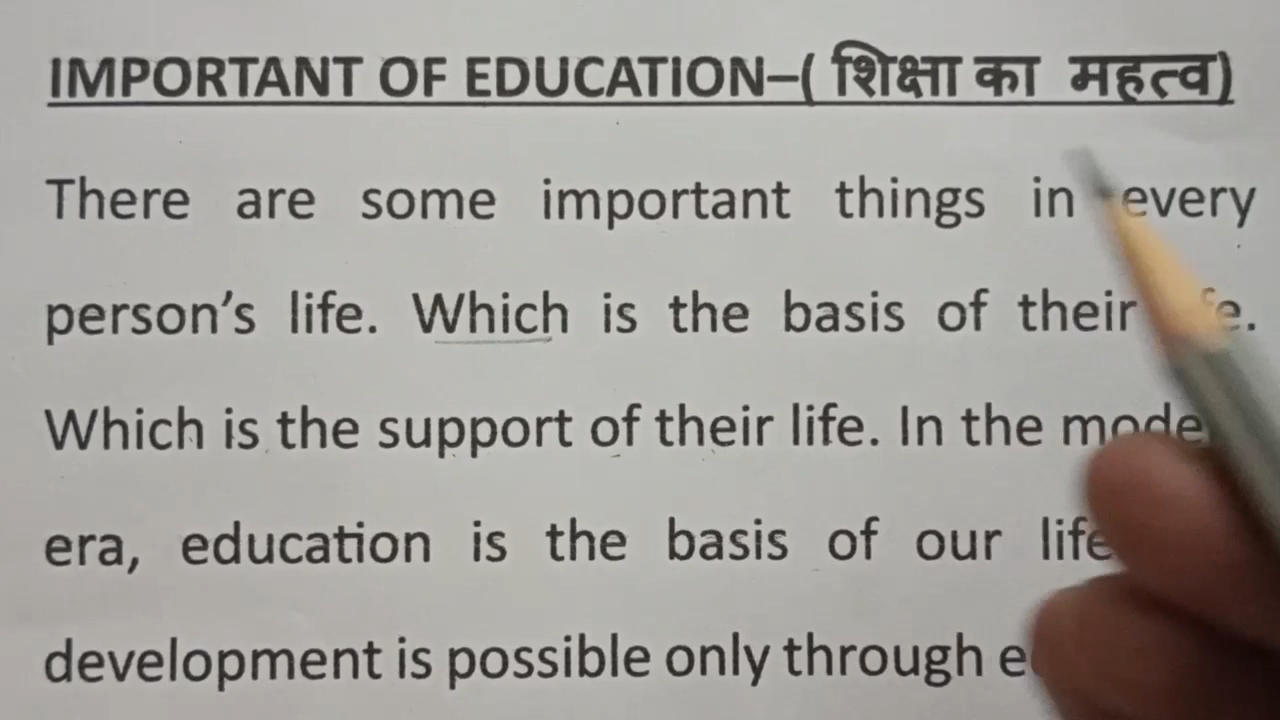 IMPORTANT OF EDUCATION–( शिक्षा का महत्व)
There are some important things in every
person’s life. Which is the basis of their
Which is the support of their life. In the
era, education is the basis of our life
development is possible only through